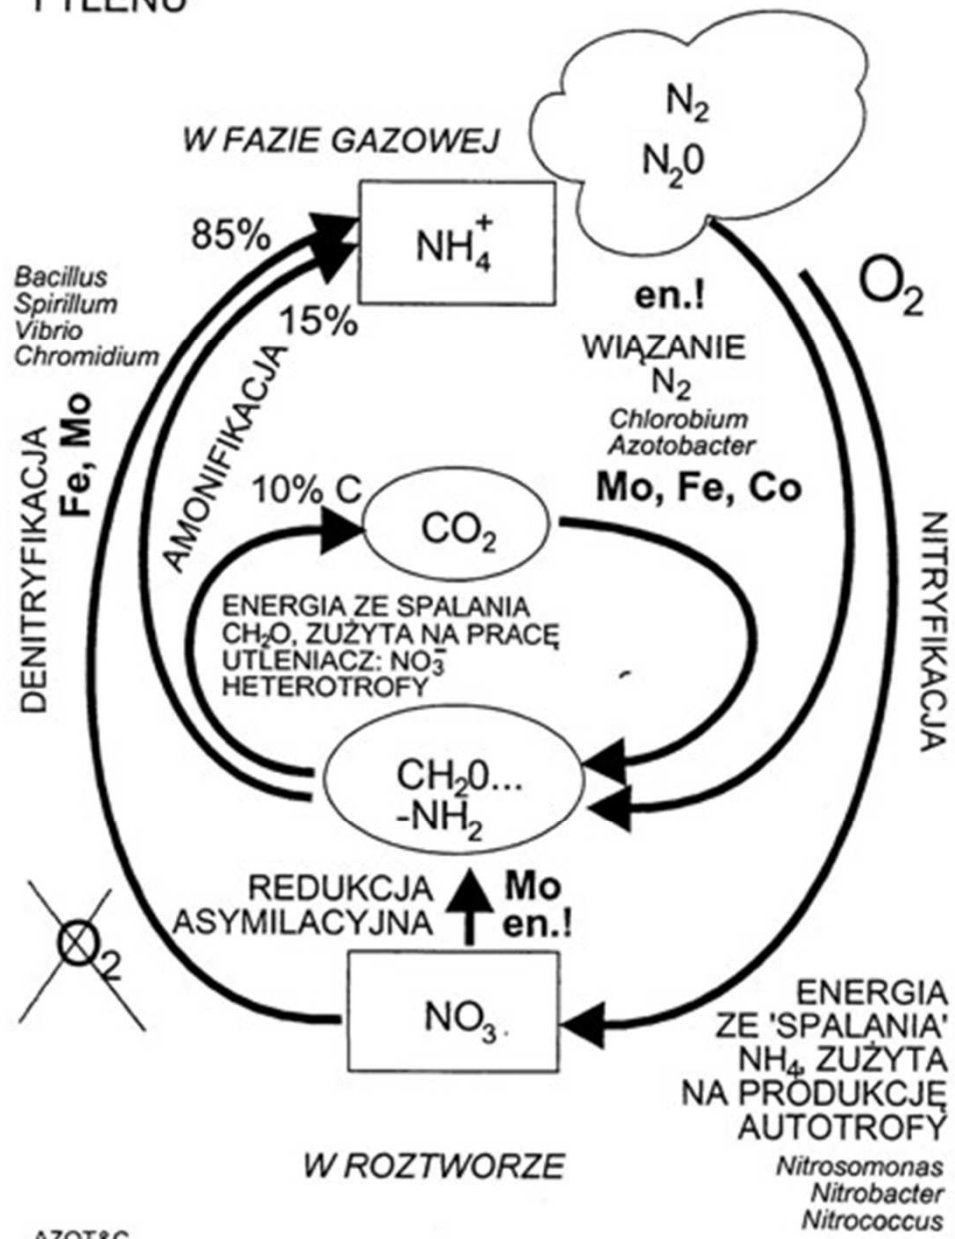 I TLENU
N₂
N₂0
W FAZIE GAZOWEJ
NH₄⁺
85%
15%
Bacillus
Spirillum
Vibrio
Chromidium
O₂
en.!
WIĄZANIE
N₂
Chlorobium
Azotobacter
Mo, Fe, Co
DENITRYFIKACJA
Fe, Mo
AMONIFIKACJA
10% C
CO₂
NITRYFIKACJA
ENERGIA ZE SPALANIA
CH₂O, ZUŻYTA NA PRACĘ
UTLENIACZ: NO₃⁻
HETEROTROFY
CH₂0...
-NH₂
REDUKCJA
ASYMILACYJNA
Mo
en.!
O₂
NO₃
ENERGIA
ZE 'SPALANIA'
NH₄, ZUŻYTA
NA PRODUKCJĘ
AUTOTROFY
Nitrosomonas
Nitrobacter
Nitrococcus
W ROZTWORZE
AZOT&C